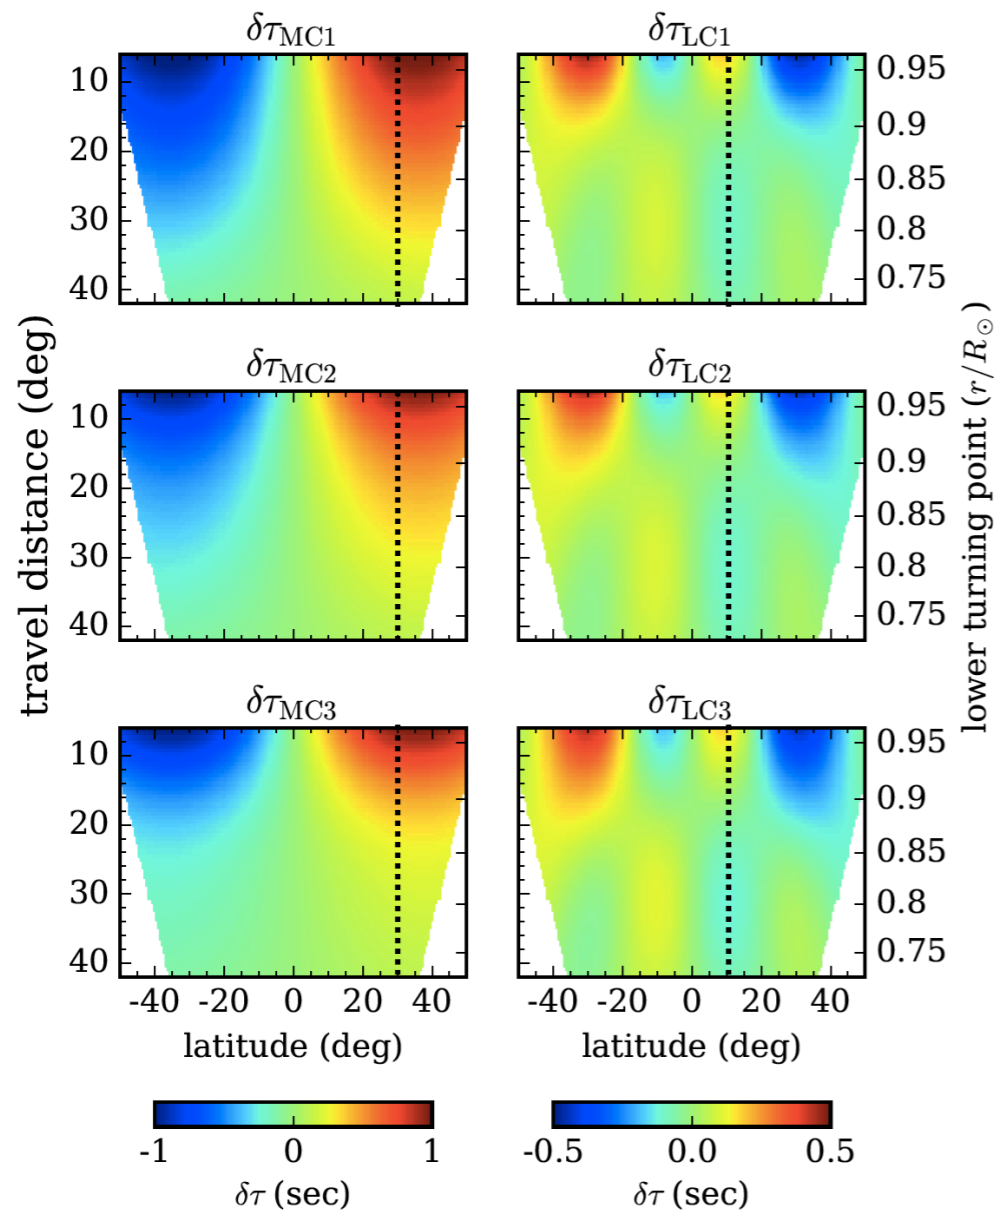 δτMC1 δτLC1
10 0.95
20 0.9
0.85
30 0.8
40 0.75
δτMC2 δτLC2
10 0.95
20 0.9
0.85
30 0.8
40 0.75
δτMC3 δτLC3
10 0.95
20 0.9
0.85
30 0.8
40 0.75
-40 -20 0 20 40 -40 -20 0 20 40
latitude (deg) latitude (deg)
travel distance (deg)
lower turning point (r/R☉)
-1 0 1 -0.5 0.0 0.5
δτ (sec) δτ (sec)